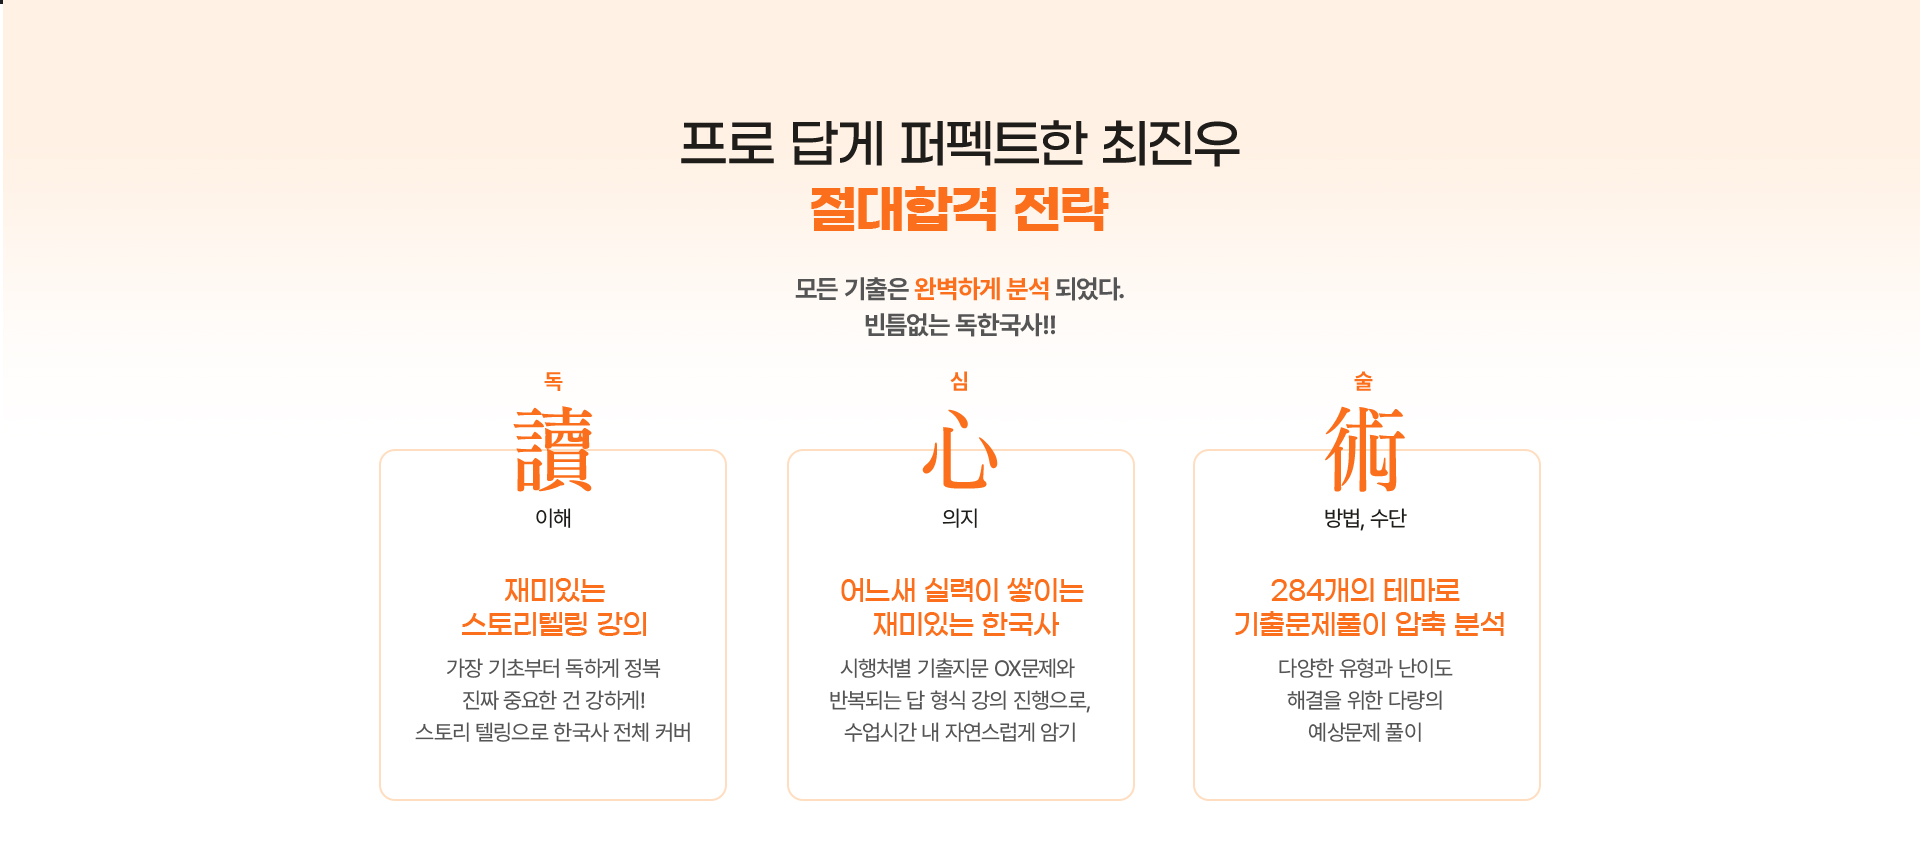 프로 답게 퍼펙트한 최진우
절대합격 전략
모든 기출은 완벽하게 분석 되었다.
빈틈없는 독한국사!!
독
讀
이해
재미있는
스토리텔링 강의
가장 기초부터 독하게 정복
진짜 중요한 건 강하게!
스토리 텔링으로 한국사 전체 커버
심
心
의지
어느새 실력이 쌓이는
재미있는 한국사
시행처별 기출지문 OX문제와
반복되는 답 형식 강의 진행으로,
수업시간 내 자연스럽게 암기
술
術
방법, 수단
284개의 테마로
기출문제풀이 압축 분석
다양한 유형과 난이도
해결을 위한 다량의
예상문제 풀이